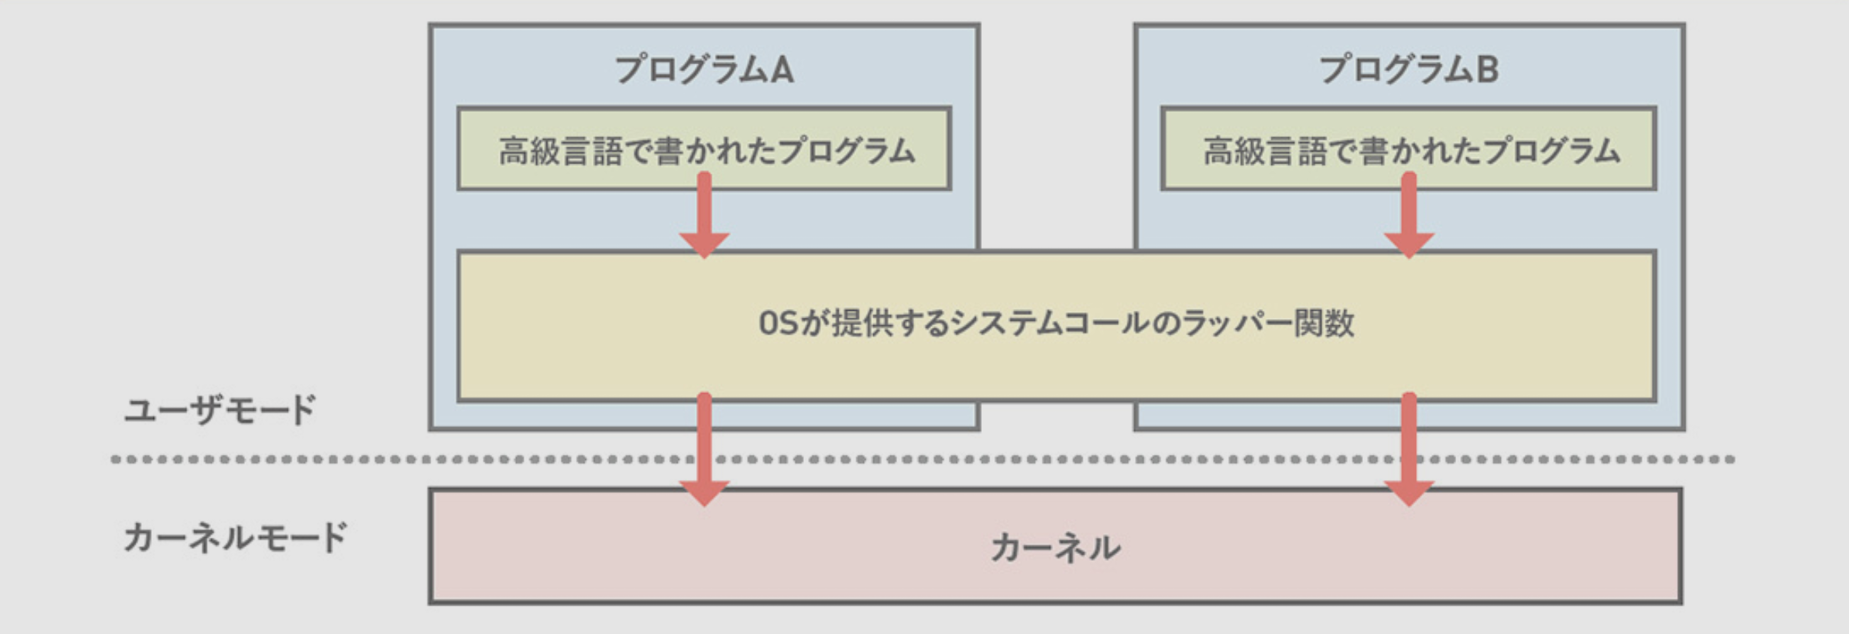 プログラムA
プログラムB
高級言語で書かれたプログラム
高級言語で書かれたプログラム
OSが提供するシステムコールのラッパー関数
ユーザモード
カーネルモード
カーネル